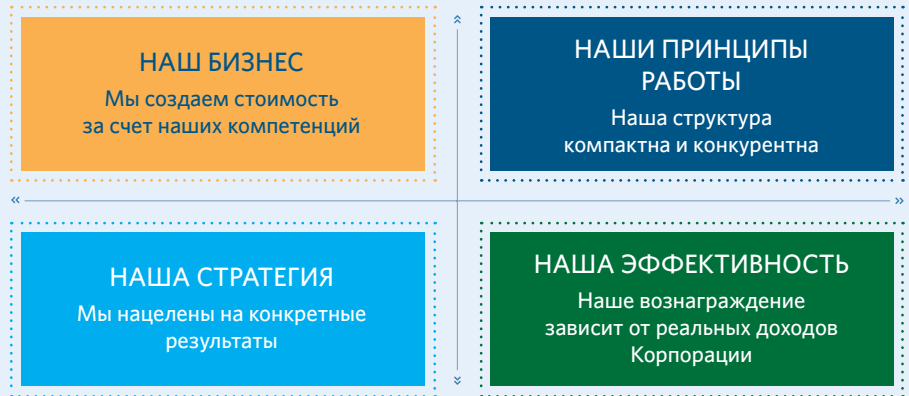 НАШ БИЗНЕС
Мы создаем стоимость
за счет наших компетенций
НАШИ ПРИНЦИПЫ
РАБОТЫ
Наша структура
компактна и конкурентна
НАША СТРАТЕГИЯ
Мы нацелены на конкретные
результаты
НАША ЭФФЕКТИВНОСТЬ
Наше вознаграждение
зависит от реальных доходов
Корпорации